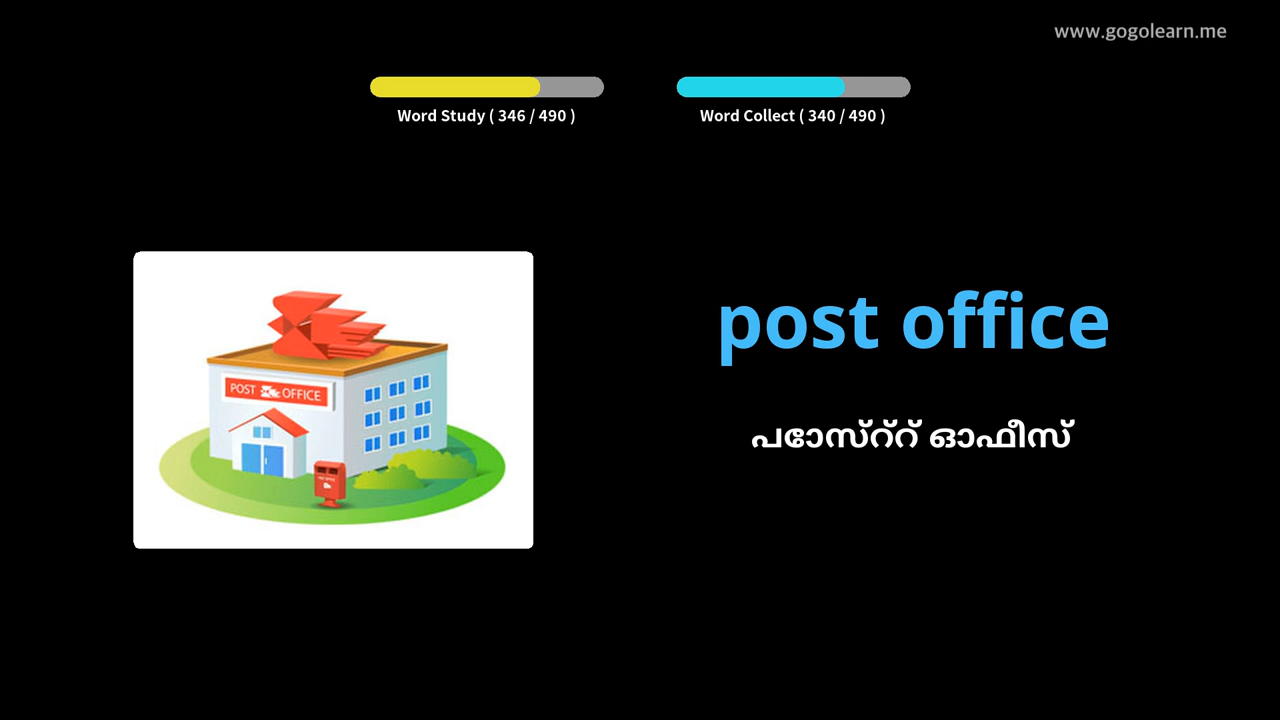 www.gogolearn.me
Word Study ( 346 / 490 )
Word Collect ( 340 / 490 )
POST OFFICE
post office
പോസ്റ്റ് ഓഫീസ്